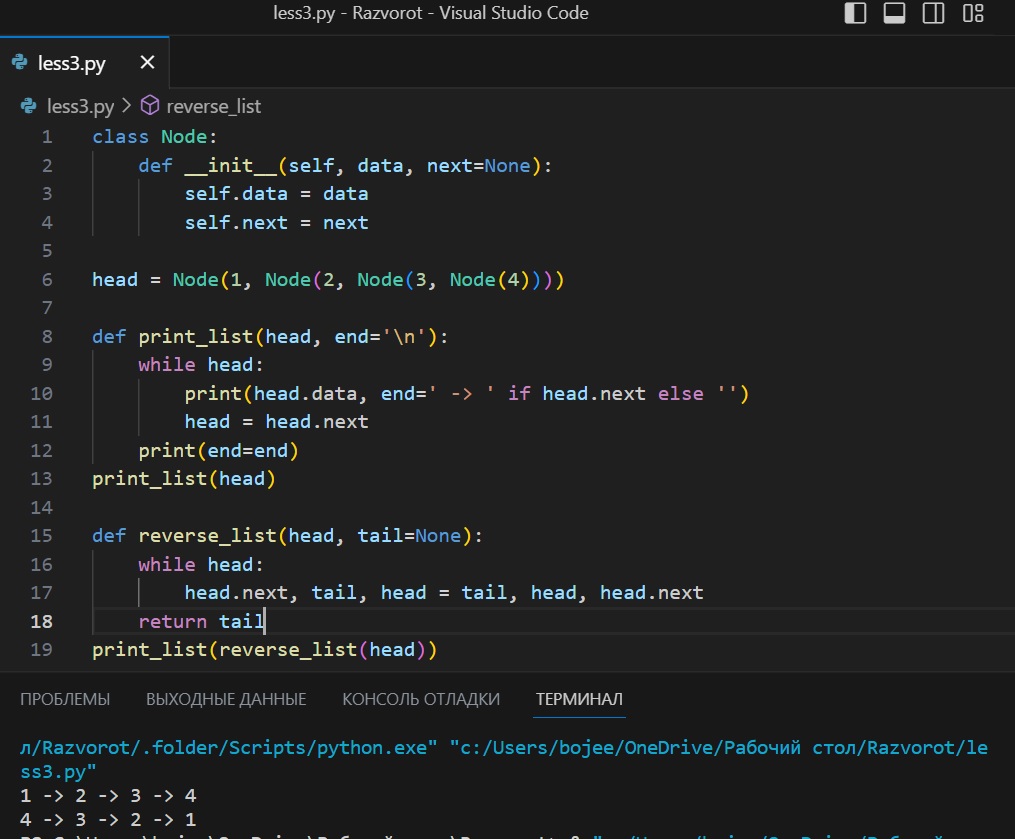 less3.py - Razvorot - Visual Studio Code
less3.py
less3.py > reverse_list
1 class Node:
2     def __init__(self, data, next=None):
3         self.data = data
4         self.next = next
5
6 head = Node(1, Node(2, Node(3, Node(4))))
7
8 def print_list(head, end='\n'):
9     while head:
10         print(head.data, end=' -> ' if head.next else '')
11         head = head.next
12     print(end=end)
13 print_list(head)
14
15 def reverse_list(head, tail=None):
16     while head:
17         head.next, tail, head = tail, head, head.next
18     return tail
19 print_list(reverse_list(head))
ПРОБЛЕМЫ ВЫХОДНЫЕ ДАННЫЕ КОНСОЛЬ ОТЛАДКИ ТЕРМИНАЛ
л/Razvorot/.folder/Scripts/python.exe" "c:/Users/bojee/OneDrive/Рабочий стол/Razvorot/le
ss3.py"
1 -> 2 -> 3 -> 4
4 -> 3 -> 2 -> 1